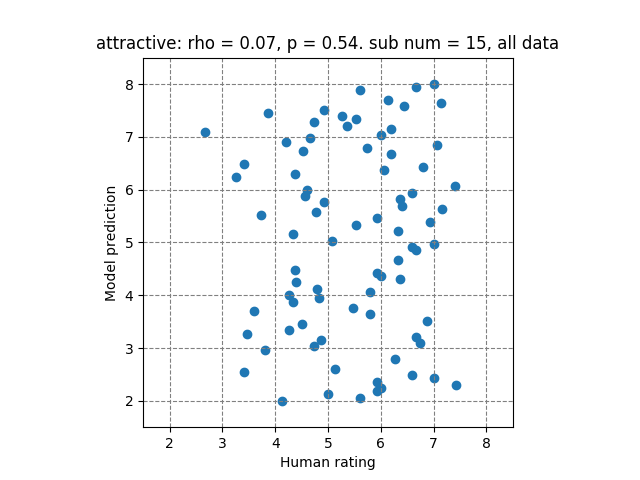 attractive: rho = 0.07, p = 0.54. sub num = 15, all data
8
7
6
5
4
3
2
Model prediction
2 3 4 5 6 7 8
Human rating